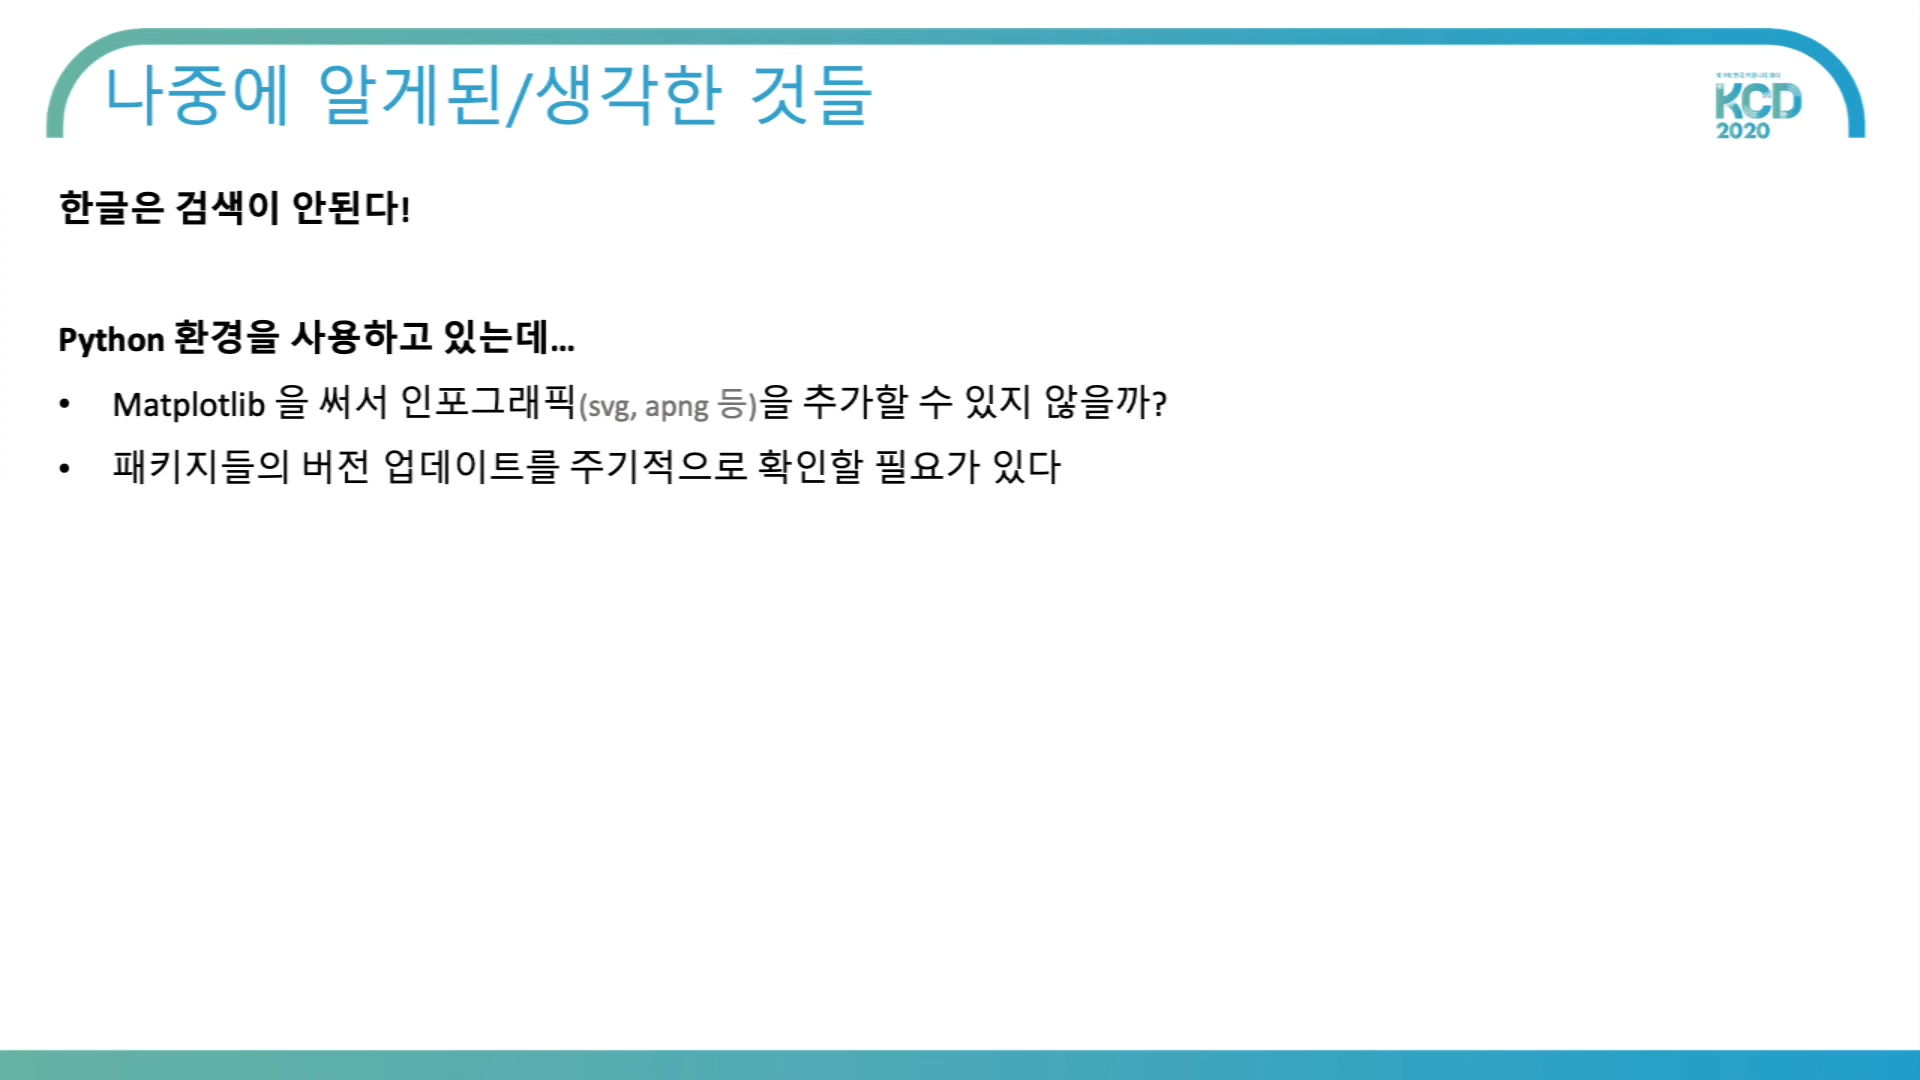 나중에 알게된/생각한 것들
KCD
2020
한글은 검색이 안된다!
Python 환경을 사용하고 있는데...
• Matplotlib 을 써서 인포그래픽(svg, apng 등)을 추가할 수 있지 않을까?
• 패키지들의 버전 업데이트를 주기적으로 확인할 필요가 있다